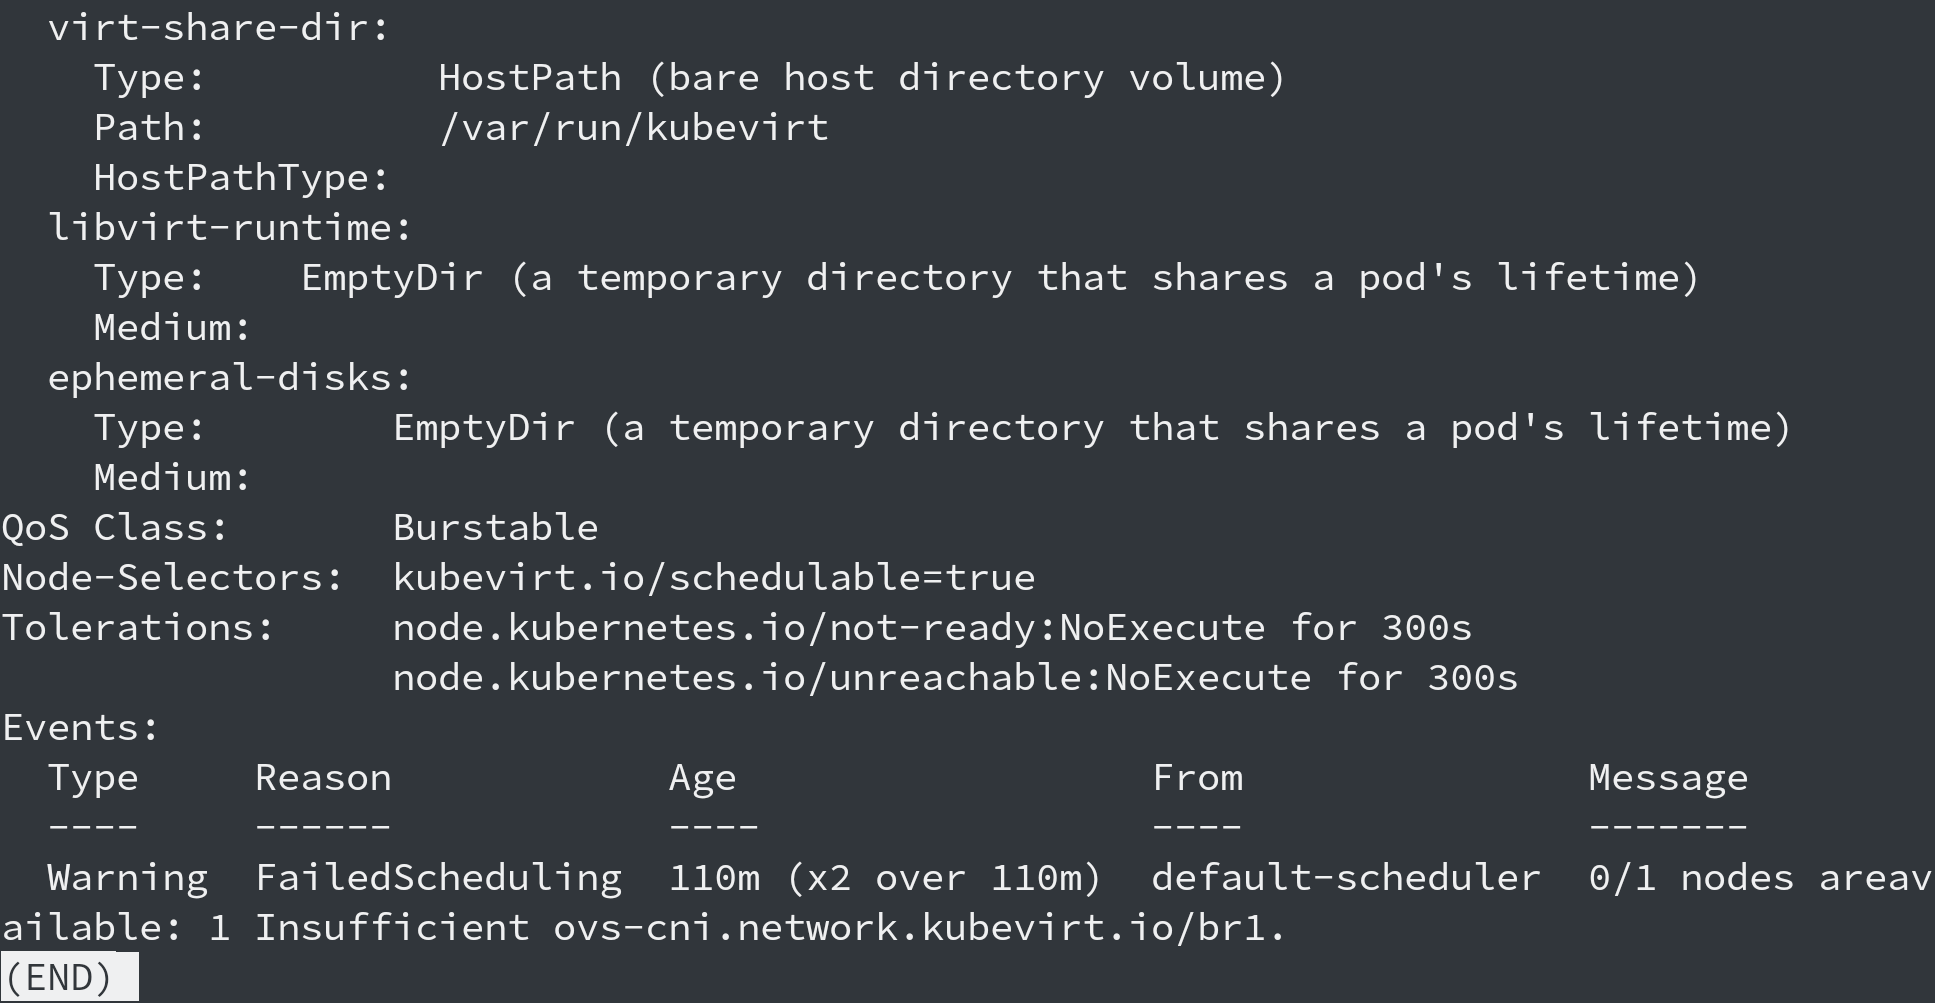 virt-share-dir:
    Type:          HostPath (bare host directory volume)
    Path:          /var/run/kubevirt
    HostPathType:
  libvirt-runtime:
    Type:    EmptyDir (a temporary directory that shares a pod's lifetime)
    Medium:
  ephemeral-disks:
    Type:        EmptyDir (a temporary directory that shares a pod's lifetime)
    Medium:
QoS Class:       Burstable
Node-Selectors:  kubevirt.io/schedulable=true
Tolerations:     node.kubernetes.io/not-ready:NoExecute for 300s
                 node.kubernetes.io/unreachable:NoExecute for 300s
Events:
  Type     Reason            Age                  From               Message
  ----     ------            ----                 ----               -------
  Warning  FailedScheduling  110m (x2 over 110m)  default-scheduler  0/1 nodes areav
ailable: 1 Insufficient ovs-cni.network.kubevirt.io/br1.
(END)